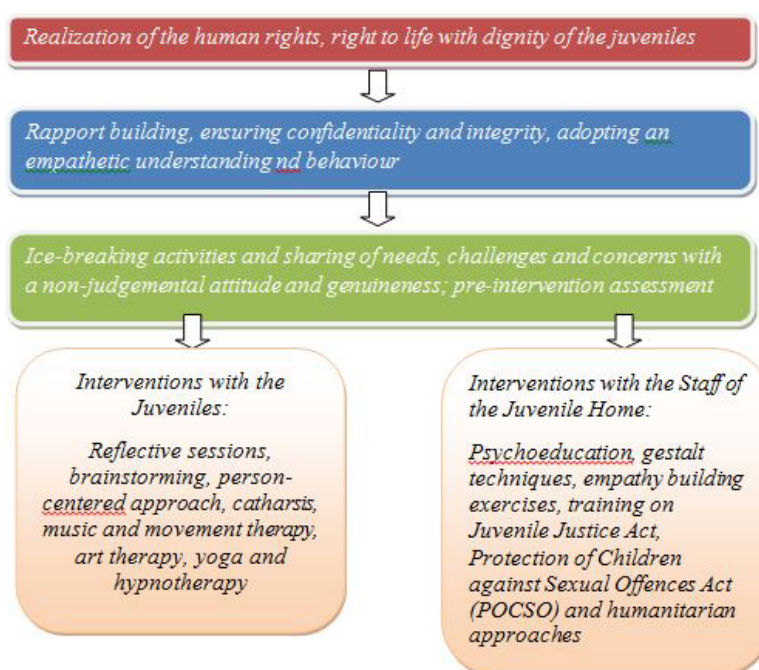 Realization of the human rights, right to life with dignity of the juveniles
Rapport building, ensuring confidentiality and integrity, adopting an
empathetic understanding nd behaviour
Ice-breaking activities and sharing of needs, challenges and concerns with
a non-judgemental attitude and genuineness; pre-intervention assessment
Interventions with the
Juveniles:
Reflective sessions,
brainstorming, person-
centered approach, catharsis,
music and movement therapy,
art therapy, yoga and
hypnotherapy
Interventions with the Staff of
the Juvenile Home:
Psychoeducation, gestalt
techniques, empathy building
exercises, training on
Juvenile Justice Act,
Protection of Children
against Sexual Offences Act
(POCSO) and humanitarian
approaches